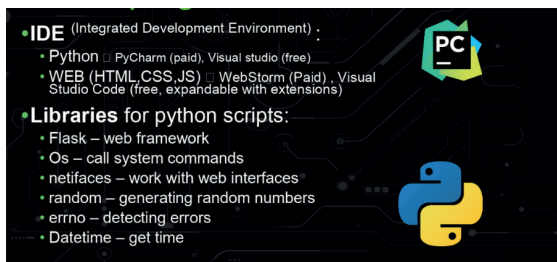 •IDE (Integrated Development Environment) :
• Python □ PyCharm (paid), Visual studio (free)
• WEB (HTML,CSS,JS) □ WebStorm (Paid) , Visual
Studio Code (free, expandable with extensions)
•Libraries for python scripts:
• Flask – web framework
• Os – call system commands
• netifaces – work with web interfaces
• random – generating random numbers
• errno – detecting errors
• Datetime – get time
PC